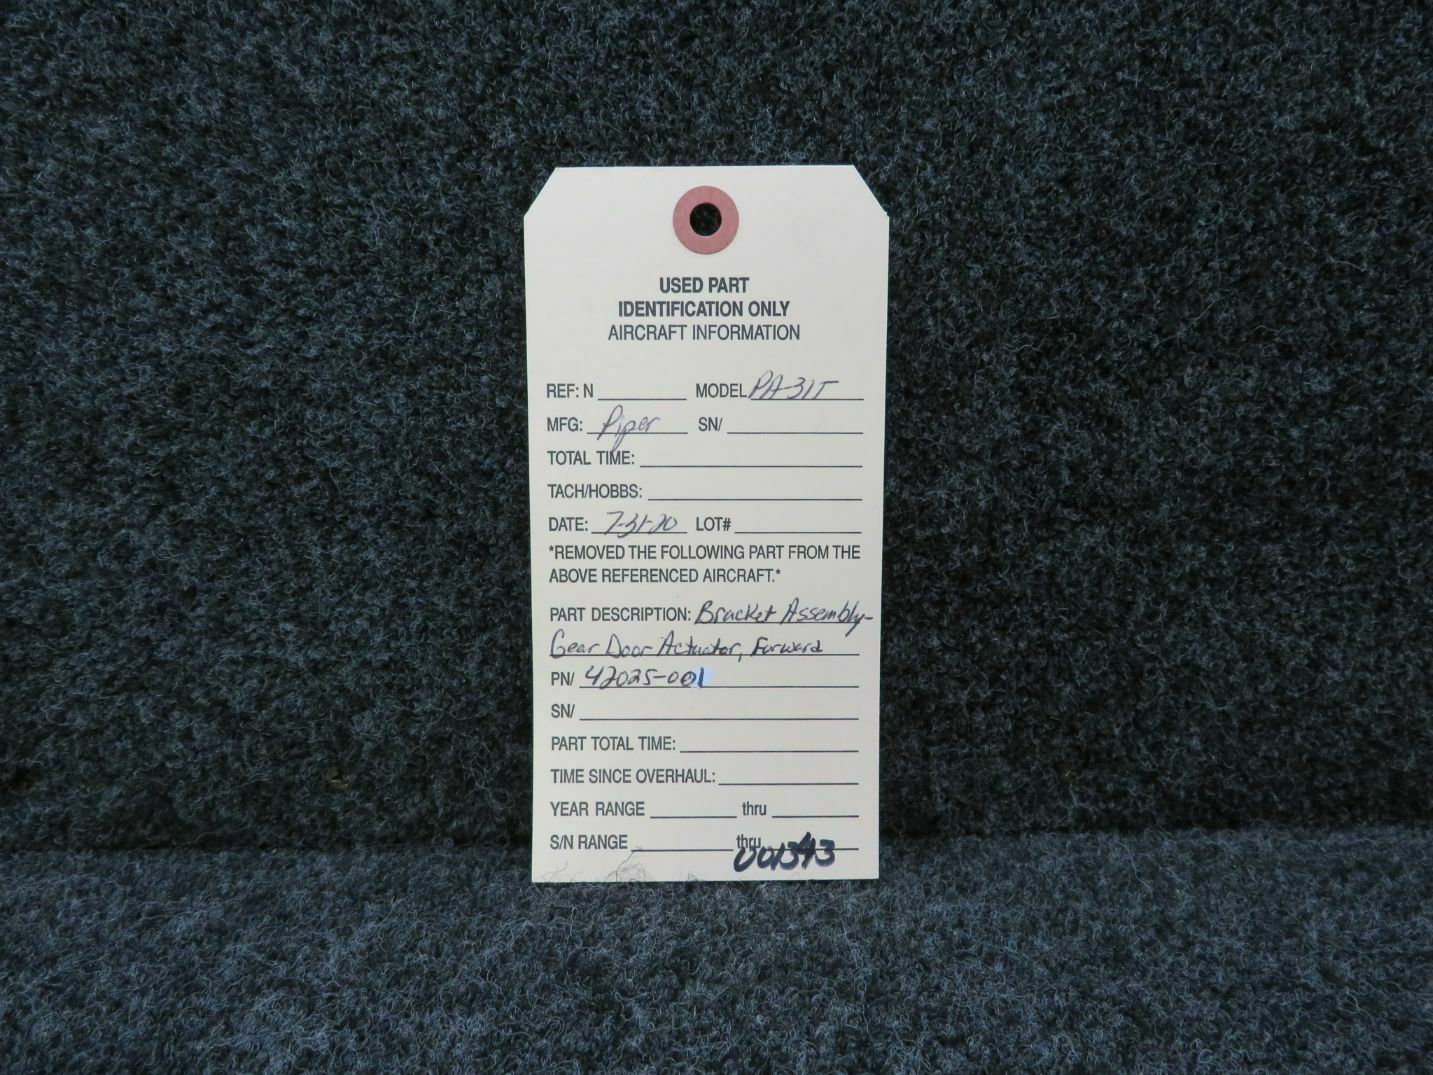 USED PART
IDENTIFICATION ONLY
AIRCRAFT INFORMATION
REF: N MODEL PA-31T
MFG: Piper SN/
TOTAL TIME:
TACH/HOBBS:
DATE: 7-31-20 LOT#
*REMOVED THE FOLLOWING PART FROM THE
ABOVE REFERENCED AIRCRAFT.*
PART DESCRIPTION: Bracket Assembly-
Gear Door Actuator, Forward
PN/ 42025-001
SN/
PART TOTAL TIME:
TIME SINCE OVERHAUL:
YEAR RANGE thru
S/N RANGE thru
001343